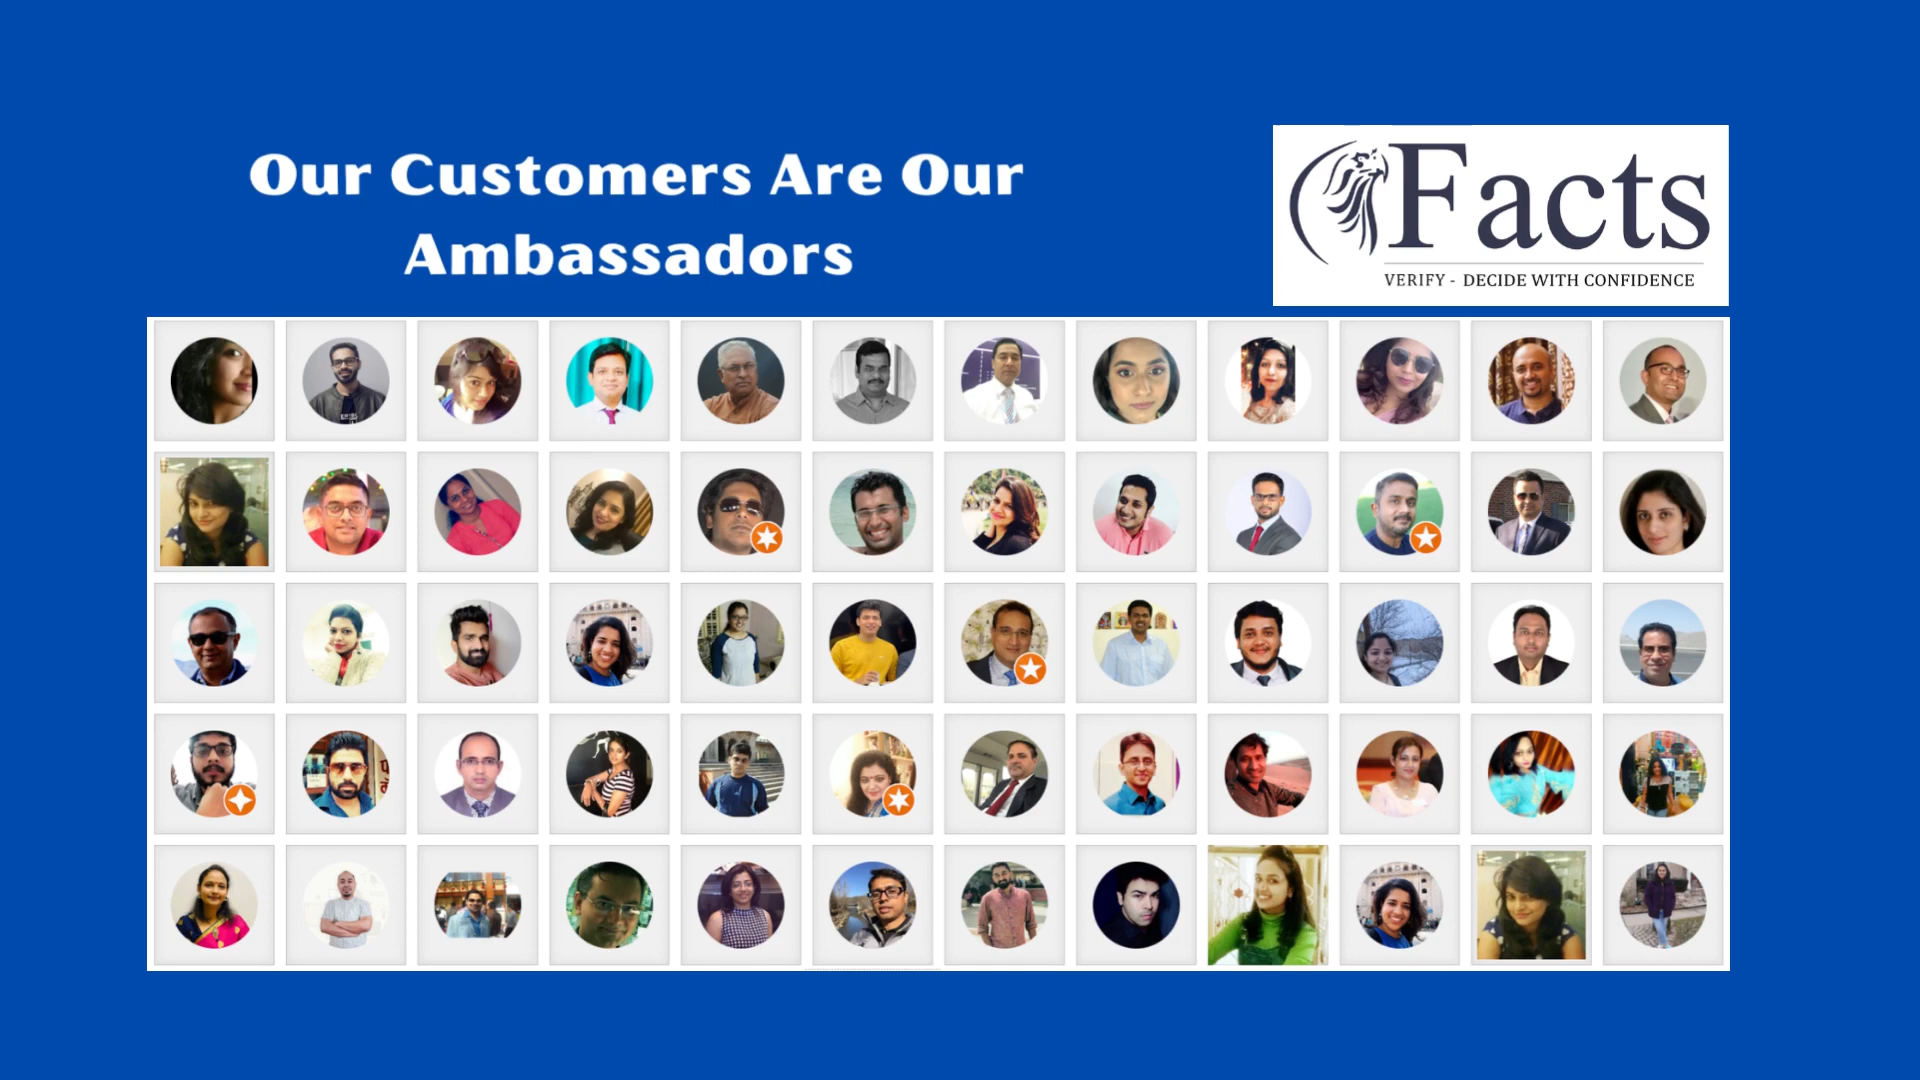 Our Customers Are Our
Ambassadors
Facts
VERIFY - DECIDE WITH CONFIDENCE